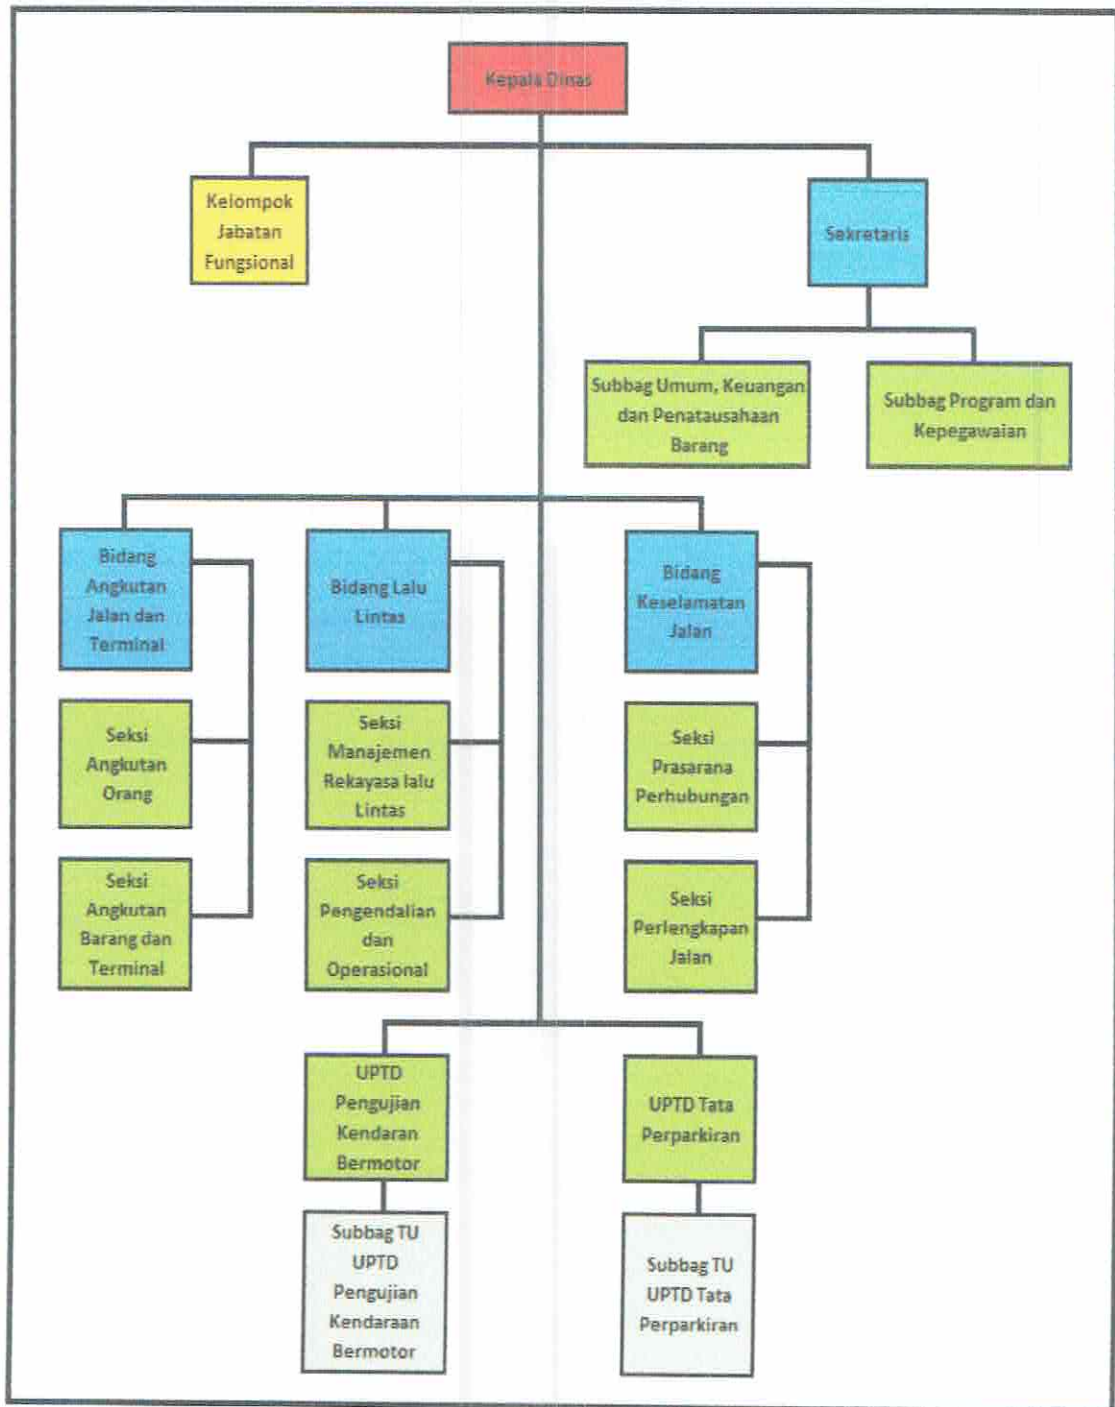 Kepala Dinas
Kelompok
Jabatan
Fungsional
Sekretaris
Subbag Umum, Keuangan
dan Penatausahaan
Barang
Subbag Program dan
Kepegawaian
Bidang
Angkutan
Jalan dan
Terminal
Bidang Lalu
Lintas
Bidang
Keselamatan
Jalan
Seksi
Angkutan
Orang
Seksi
Manajemen
Rekayasa lalu
Lintas
Seksi
Prasarana
Perhubungan
Seksi
Angkutan
Barang dan
Terminal
Seksi
Pengendalian
dan
Operasional
Seksi
Perlengkapan
Jalan
UPTD
Pengujian
Kendaran
Bermotor
UPTD Tata
Perparkiran
Subbag TU
UPTD
Pengujian
Kendaraan
Bermotor
Subbag TU
UPTD Tata
Perparkiran